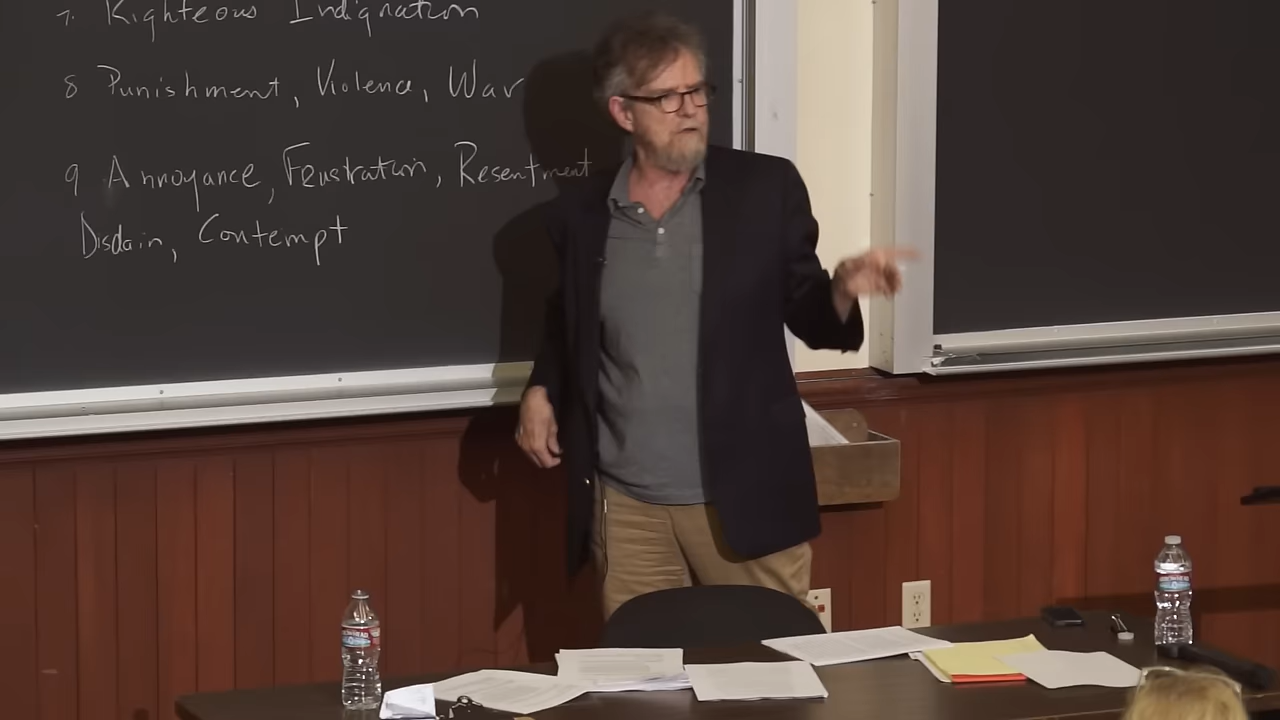 7. Righteous Indignation
8 Punishment, Violence, War
9 Annoyance, Frustration, Resentment
Disdain, Contempt